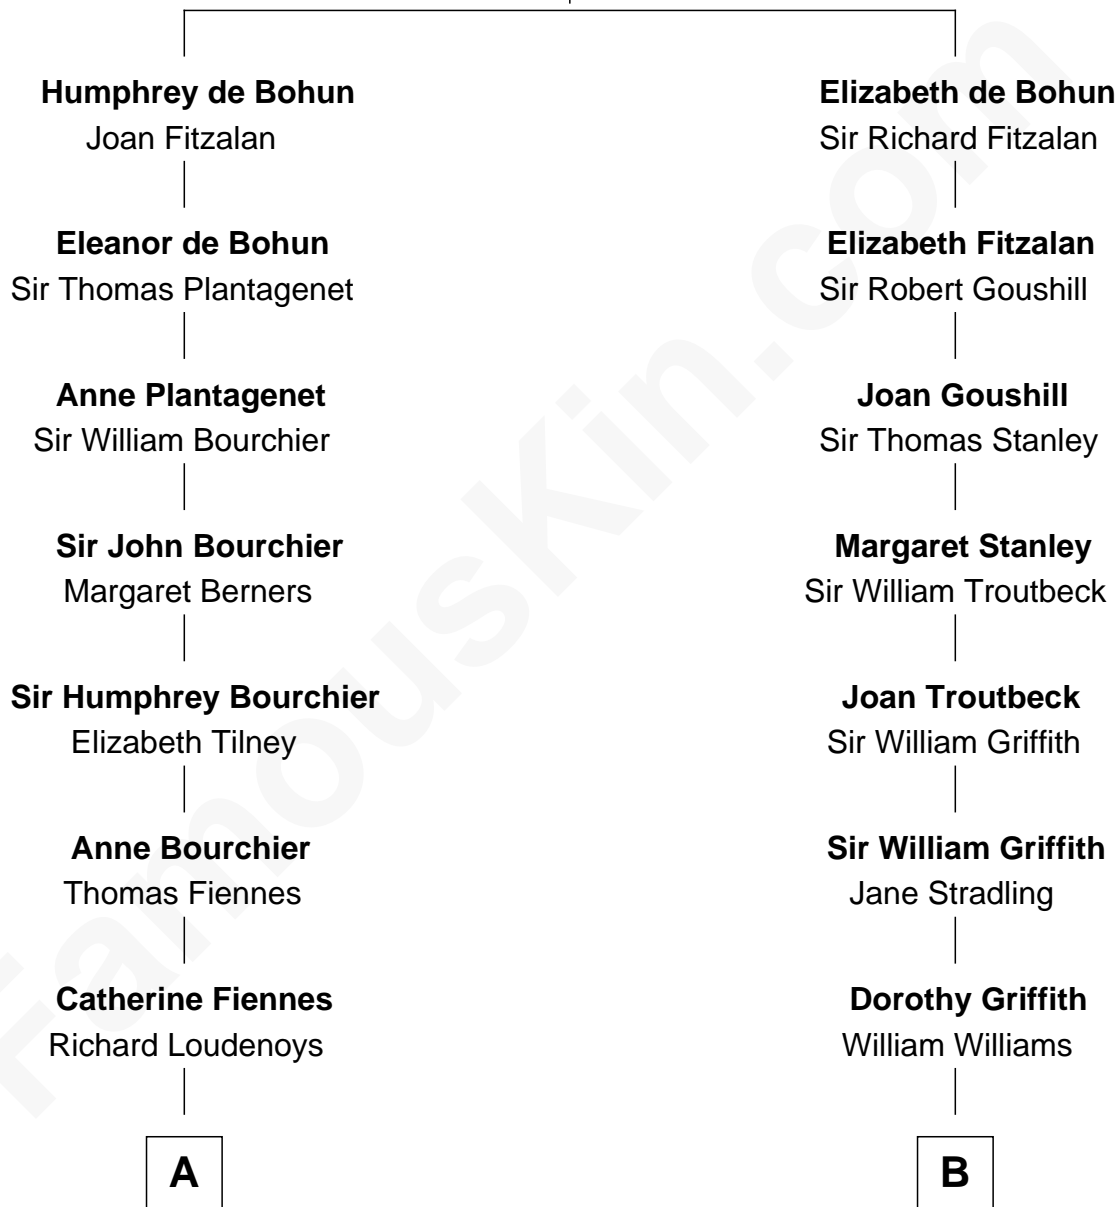 Humphrey de Bohun
Joan Fitzalan
Eleanor de Bohun
Sir Thomas Plantagenet
Anne Plantagenet
Sir William Bourchier
Sir John Bourchier
Margaret Berners
Sir Humphrey Bourchier
Elizabeth Tilney
Anne Bourchier
Thomas Fiennes
Catherine Fiennes
Richard Loudenoys
A
Elizabeth de Bohun
Sir Richard Fitzalan
Elizabeth Fitzalan
Sir Robert Goushill
Joan Goushill
Sir Thomas Stanley
Margaret Stanley
Sir William Troutbeck
Joan Troutbeck
Sir William Griffith
Sir William Griffith
Jane Stradling
Dorothy Griffith
William Williams
B
FamousKin.com